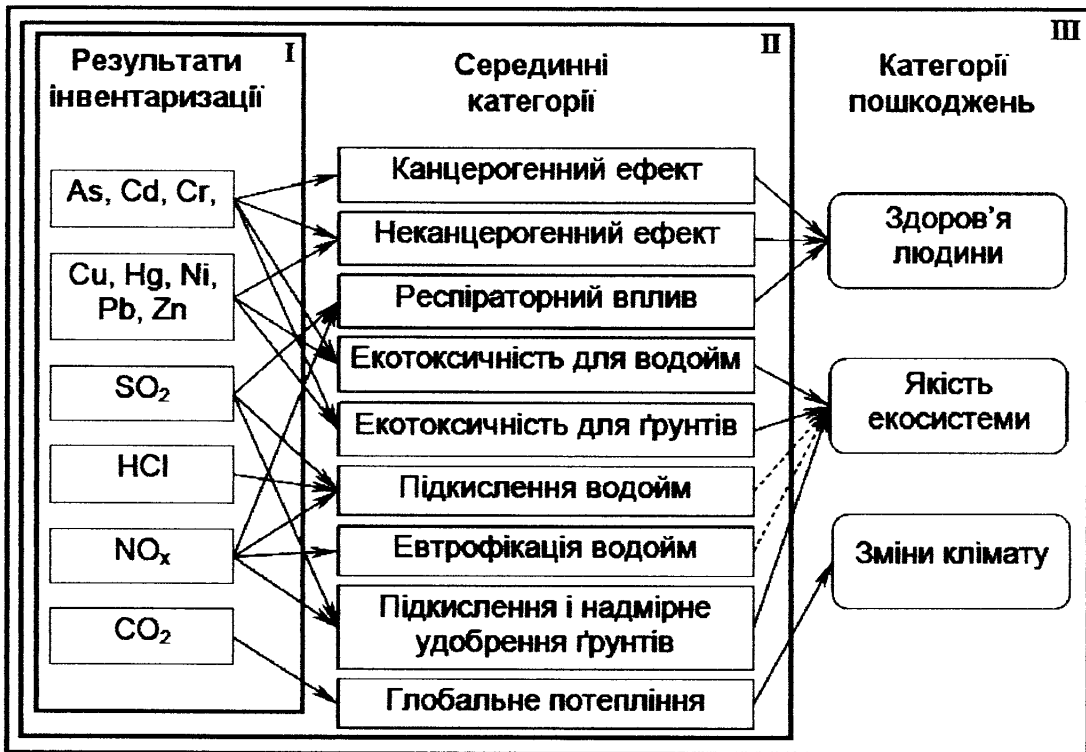 I
II
III
Результати
інвентаризації
Серединні
категорії
Категорії
пошкоджень
As, Cd, Cr,
Cu, Hg, Ni,
Pb, Zn
SO₂
HCl
NOₓ
CO₂
Канцерогенний ефект
Неканцерогенний ефект
Респіраторний вплив
Екотоксичність для водойм
Екотоксичність для ґрунтів
Підкислення водойм
Евтрофікація водойм
Підкислення і надмірне
удобрення ґрунтів
Глобальне потепління
Здоров’я
людини
Якість
екосистеми
Зміни клімату